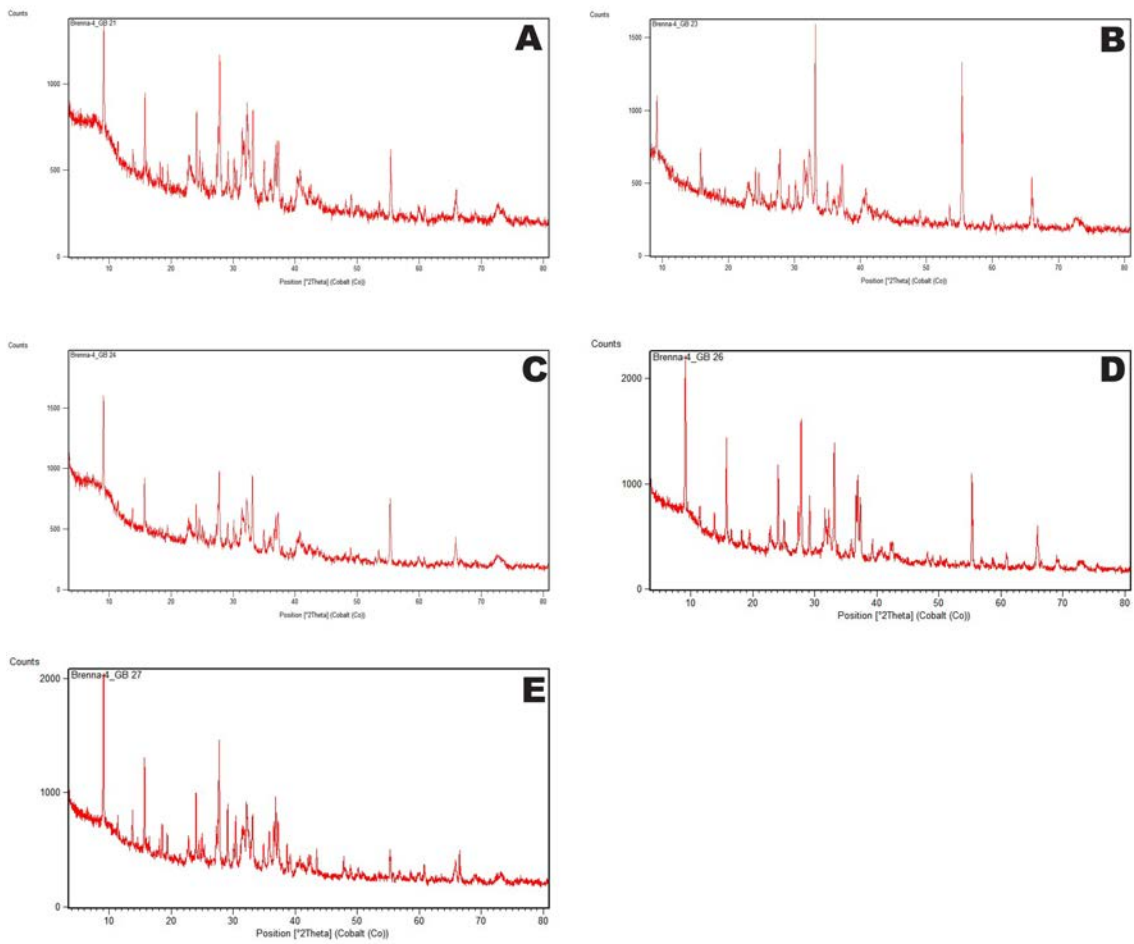 Counts
Brenna-4_GB 21
A
1000
500
0
10 20 30 40 50 60 70 80
Position [°2Theta] (Cobalt (Co))
Counts
Brenna-4_GB 23
B
1500
1000
500
0
10 20 30 40 50 60 70 80
Position [°2Theta] (Cobalt (Co))
Counts
Brenna-4_GB 24
C
1500
1000
500
0
10 20 30 40 50 60 70 80
Position [°2Theta] (Cobalt (Co))
Counts
Brenna-4_GB 26
D
2000
1000
0
10 20 30 40 50 60 70 80
Position [°2Theta] (Cobalt (Co))
Counts
Brenna-4_GB 27
E
2000
1000
0
10 20 30 40 50 60 70 80
Position [°2Theta] (Cobalt (Co))